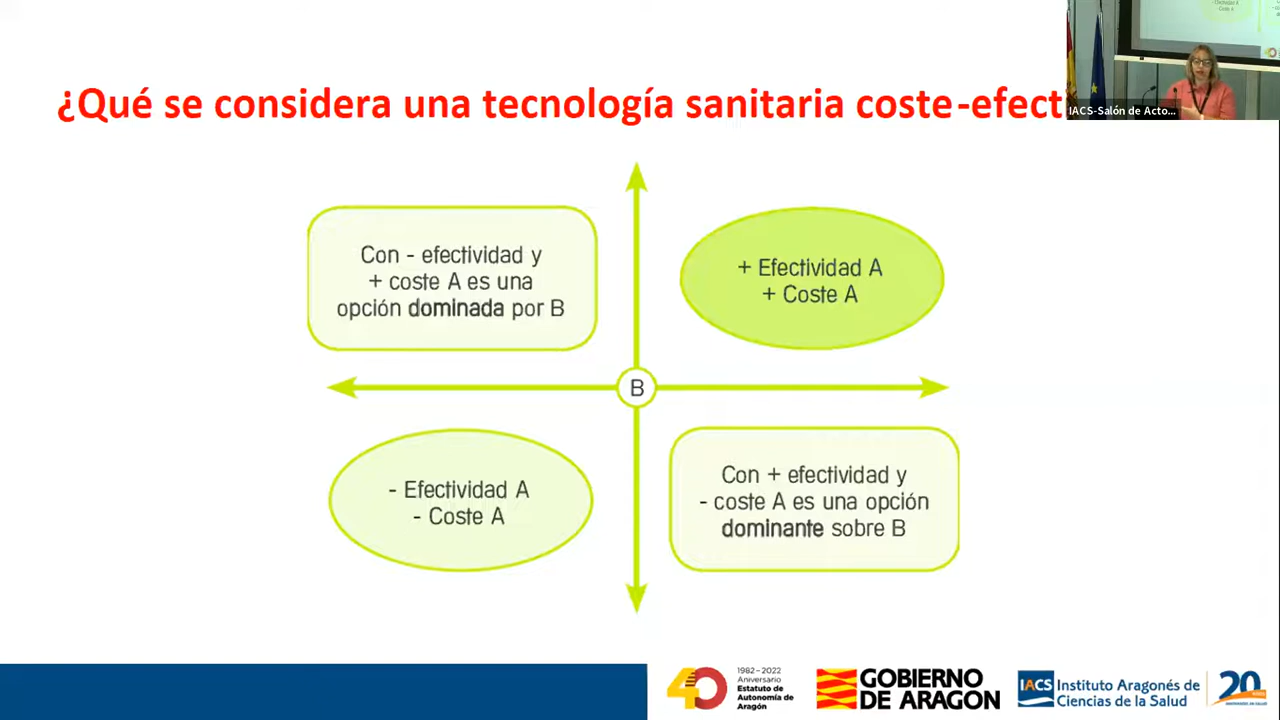 ¿Qué se considera una tecnología sanitaria coste-efect
IACS-Salón de Acto...
Con - efectividad y
+ coste A es una
opción dominada por B
+ Efectividad A
+ Coste A
B
- Efectividad A
- Coste A
Con + efectividad y
- coste A es una opción
dominante sobre B
40
1982-2022
Aniversario
Estatuto de
Autonomía de
Aragón
GOBIERNO
DE ARAGON
IACS Instituto Aragonés de
Ciencias de la Salud
20